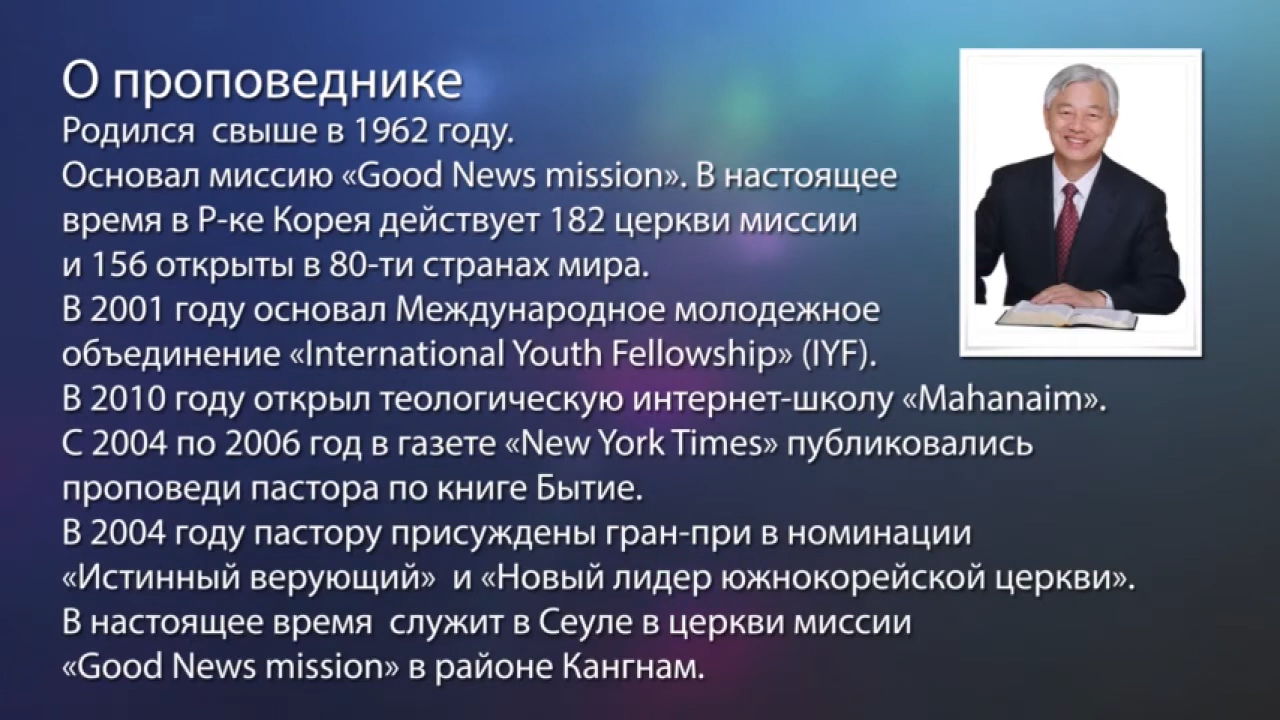 О проповеднике
Родился свыше в 1962 году.
Основал миссию «Good News mission». В настоящее
время в Р-ке Корея действует 182 церкви миссии
и 156 открыты в 80-ти странах мира.
В 2001 году основал Международное молодежное
объединение «International Youth Fellowship» (IYF).
В 2010 году открыл теологическую интернет-школу «Mahanaim».
С 2004 по 2006 год в газете «New York Times» публиковались
проповеди пастора по книге Бытие.
В 2004 году пастору присуждены гран-при в номинации
«Истинный верующий» и «Новый лидер южнокорейской церкви».
В настоящее время служит в Сеуле в церкви миссии
«Good News mission» в районе Кангнам.